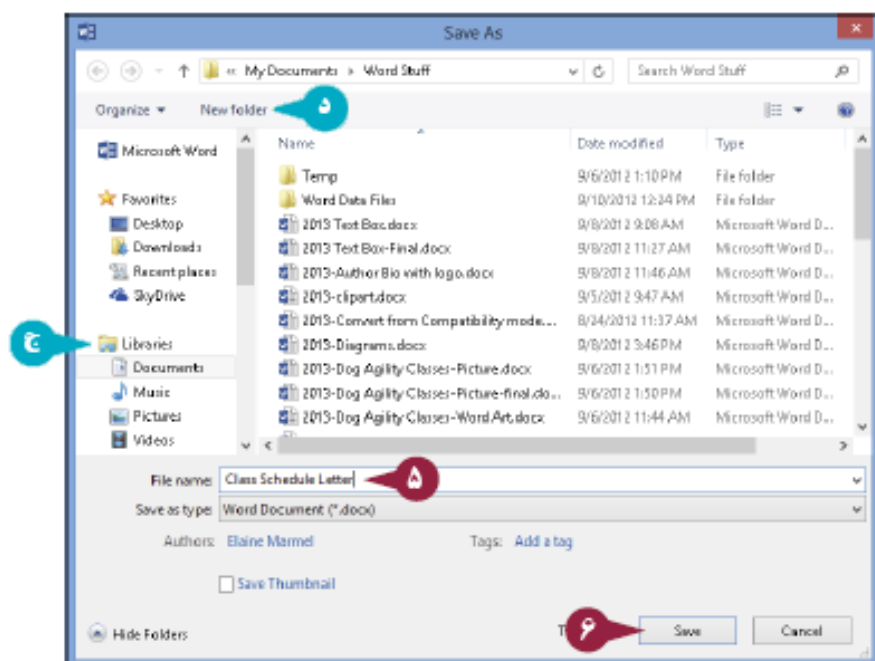 Save As
« My Documents › Word Stuff
Search Word Stuff
Organize
New folder
د
Microsoft Word
Favorites
Desktop
Downloads
Recent places
SkyDrive
ج
Libraries
Documents
Music
Pictures
Videos
Name Date modified Type
Temp 9/6/2012 1:10 PM File folder
Word Data Files 9/10/2012 12:24 PM File folder
2013 Text Box.docx 9/8/2012 9:08 AM Microsoft Word D...
2013 Text Box-Final.docx 9/8/2012 11:27 AM Microsoft Word D...
2013-Author Bio with logo.docx 9/8/2012 11:46 AM Microsoft Word D...
2013-clipart.docx 9/5/2012 9:47 AM Microsoft Word D...
2013-Convert from Compatibility mode.... 8/24/2012 11:37 AM Microsoft Word D...
2013-Diagrams.docx 9/8/2012 3:46 PM Microsoft Word D...
2013-Dog Agility Classes-Picture.docx 9/6/2012 1:51 PM Microsoft Word D...
2013-Dog Agility Classes-Picture-final.do... 9/6/2012 1:50 PM Microsoft Word D...
2013-Dog Agility Classes-Word Art.docx 9/6/2012 11:44 AM Microsoft Word D...
File name: Class Schedule Letter ۵
Save as type: Word Document (*.docx)
Authors: Elaine Marmel Tags: Add a tag
Save Thumbnail
Hide Folders ۶ Save Cancel